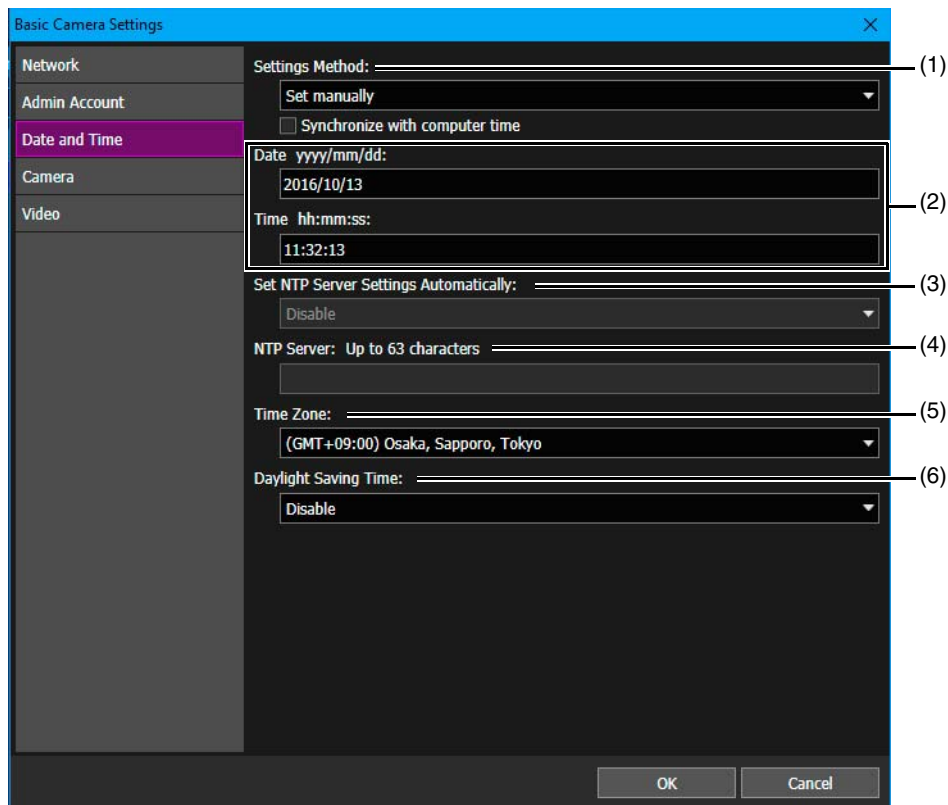 Basic Camera Settings
Network
Admin Account
Date and Time
Camera
Video
Settings Method:
(1)
Set manually
Synchronize with computer time
Date yyyy/mm/dd:
2016/10/13
(2)
Time hh:mm:ss:
11:32:13
Set NTP Server Settings Automatically:
(3)
Disable
NTP Server: Up to 63 characters
(4)
Time Zone:
(5)
(GMT+09:00) Osaka, Sapporo, Tokyo
Daylight Saving Time:
(6)
Disable
OK
Cancel